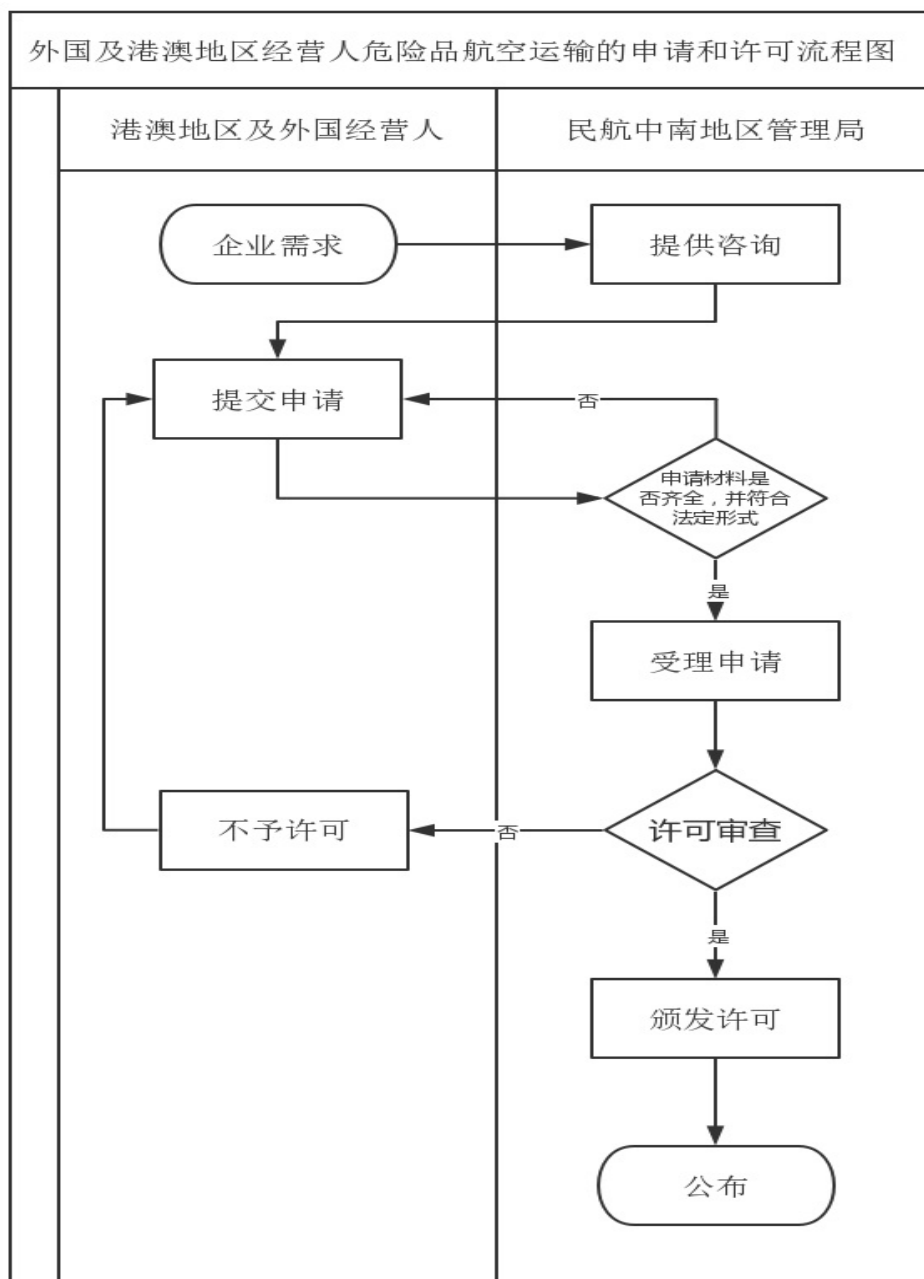 外国及港澳地区经营人危险品航空运输的申请和许可流程图
港澳地区及外国经营人
民航中南地区管理局
企业需求
提供咨询
提交申请
否
申请材料是
否齐全，并符合
法定形式
是
受理申请
不予许可
否
许可审查
是
颁发许可
公布